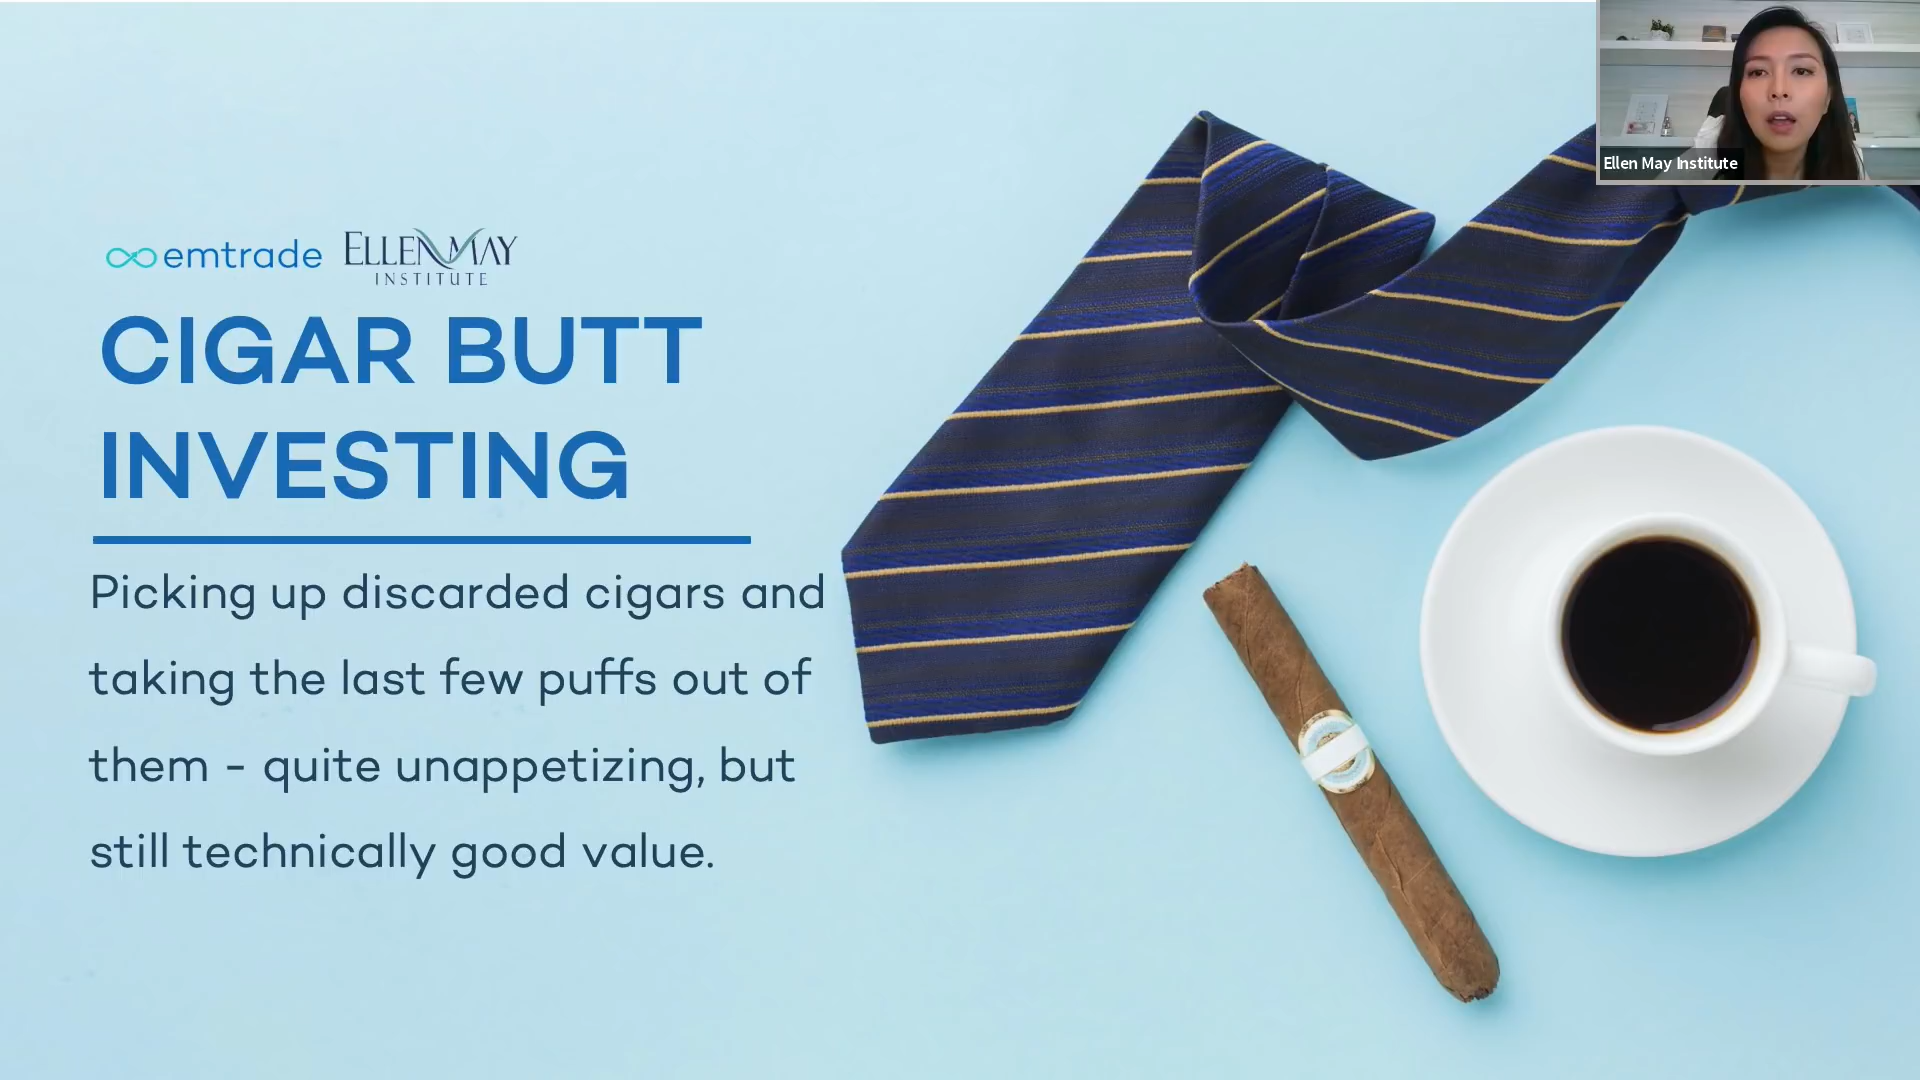 emtrade ELLEN MAY
INSTITUTE
CIGAR BUTT
INVESTING
Picking up discarded cigars and
taking the last few puffs out of
them - quite unappetizing, but
still technically good value.
Ellen May Institute